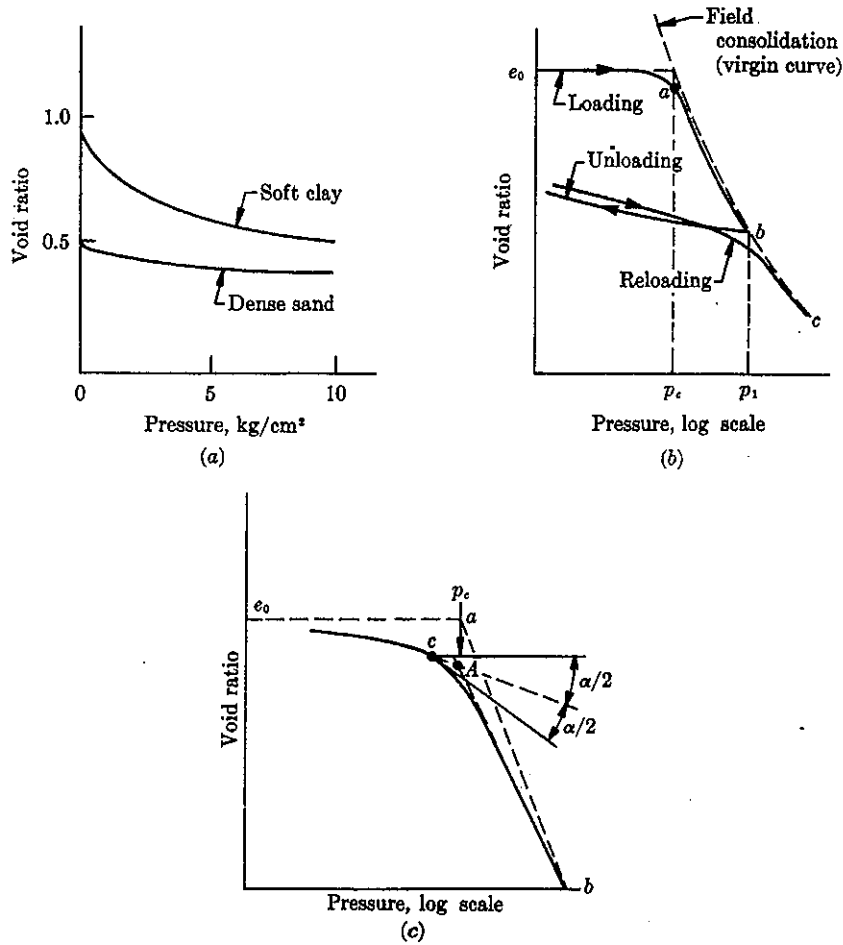 Void ratio
1.0
0.5
Soft clay
Dense sand
0
5
10
Pressure, kg/cm²
(a)
Field
consolidation
(virgin curve)
e₀
a
Loading
Unloading
b
Reloading
c
Void ratio
p꜀
p₁
Pressure, log scale
(b)
p꜀
e₀
a
c
A
α/2
α/2
Void ratio
b
Pressure, log scale
(c)